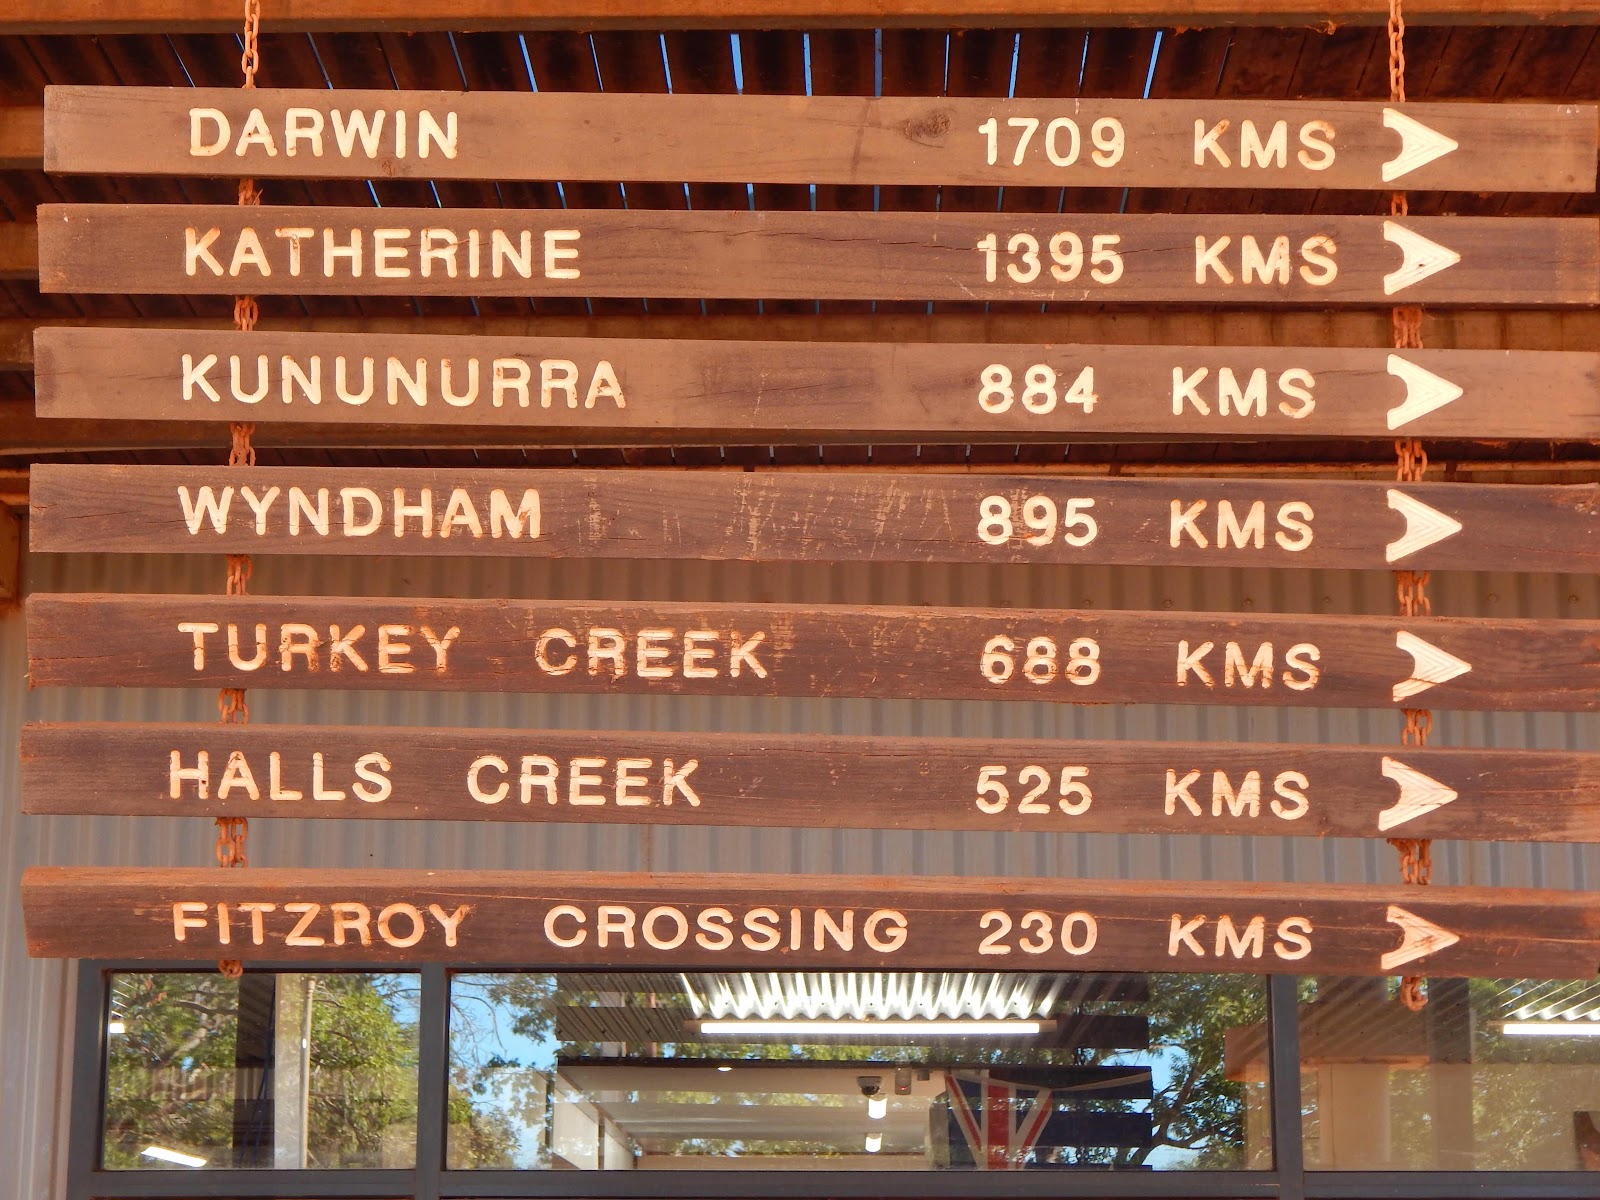 DARWIN 1709 KMS
KATHERINE 1395 KMS
KUNUNURRA 884 KMS
WYNDHAM 895 KMS
TURKEY CREEK 688 KMS
HALLS CREEK 525 KMS
FITZROY CROSSING 230 KMS